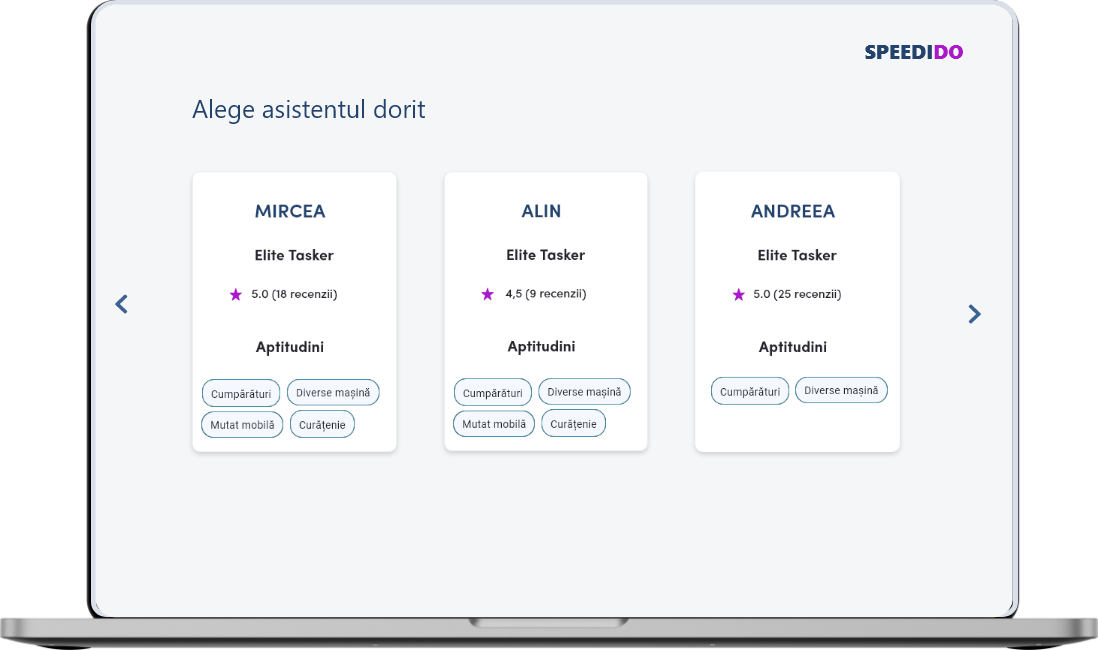 SPEEDIDO
Alege asistentul dorit
MIRCEA
Elite Tasker
5.0 (18 recenzii)
Aptitudini
Cumpărături
Diverse mașină
Mutat mobilă
Curățenie
ALIN
Elite Tasker
4,5 (9 recenzii)
Aptitudini
Cumpărături
Diverse mașină
Mutat mobilă
Curățenie
ANDREEA
Elite Tasker
5.0 (25 recenzii)
Aptitudini
Cumpărături
Diverse mașină